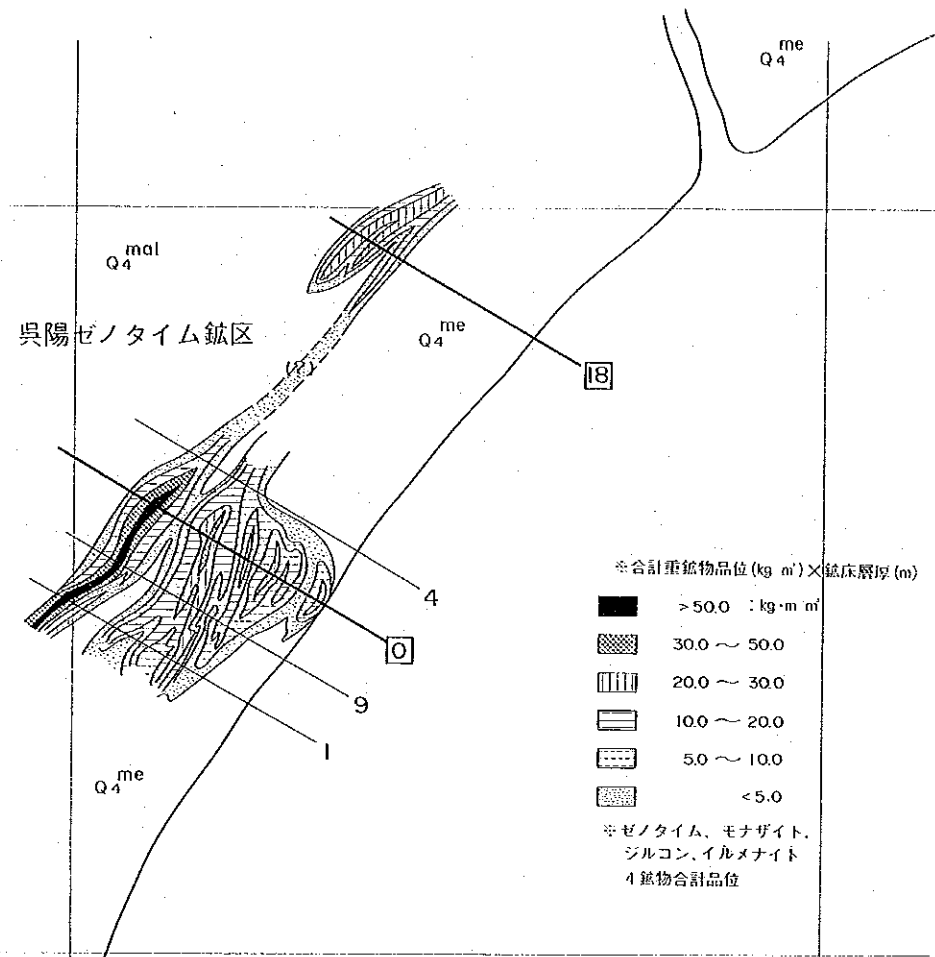 Q4me
Q4mal
呉陽ゼノタイム鉱区
Q4me
(?)
18
4
0
9
1
Q4me
※合計重鉱物品位(kg m³)×鉱床層厚(m)
>50.0 : kg・m m³
30.0 ～ 50.0
20.0 ～ 30.0
10.0 ～ 20.0
5.0 ～ 10.0
<5.0
※ゼノタイム、モナザイト、
ジルコン、イルメナイト
4鉱物合計品位